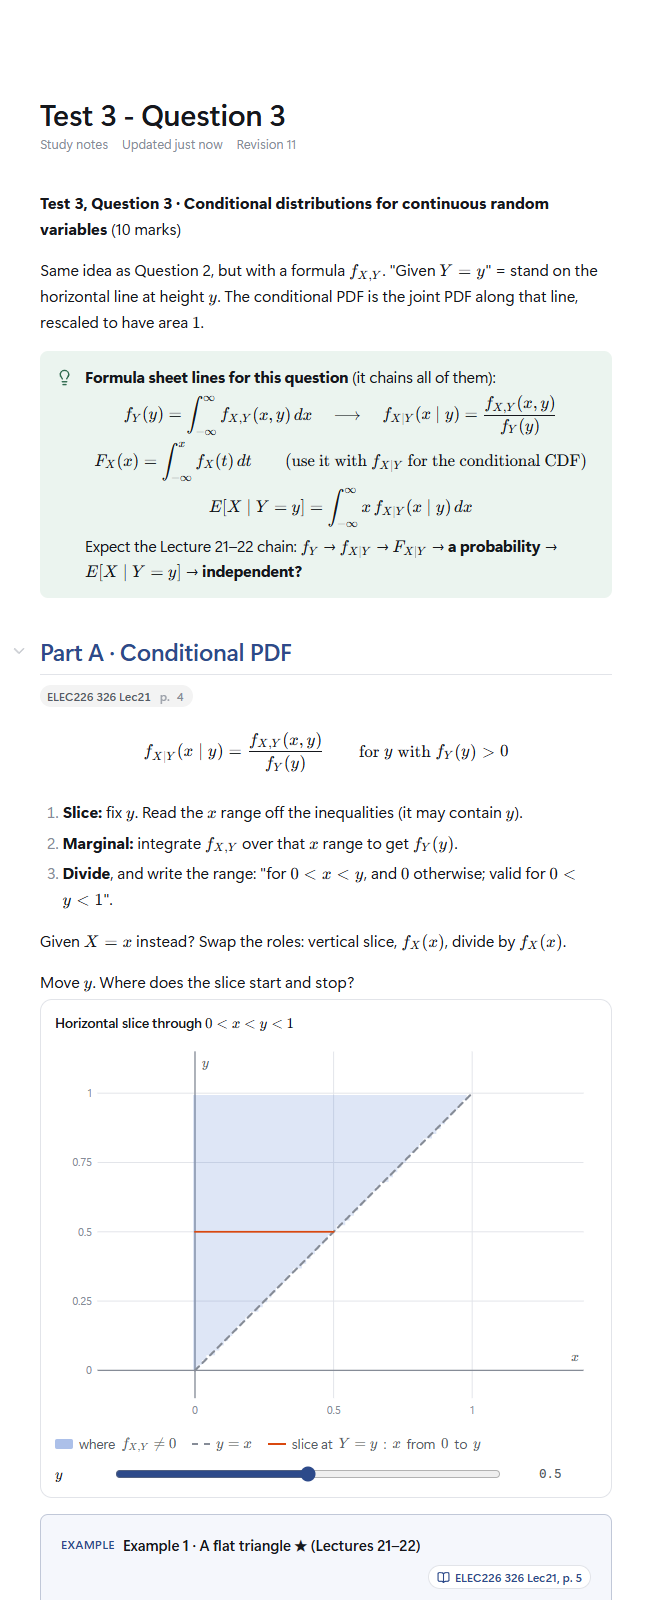 Test 3 - Question 3
Study notes Updated just now Revision 11
Test 3, Question 3 · Conditional distributions for continuous random
variables (10 marks)
Same idea as Question 2, but with a formula f_{X,Y}. "Given Y = y" = stand on the
horizontal line at height y. The conditional PDF is the joint PDF along that line,
rescaled to have area 1.
Formula sheet lines for this question (it chains all of them):
f_Y(y) = ∫_{-∞}^{∞} f_{X,Y}(x, y) dx ⟶ f_{X|Y}(x | y) = f_{X,Y}(x, y) / f_Y(y)
F_X(x) = ∫_{-∞}^{x} f_X(t) dt (use it with f_{X|Y} for the conditional CDF)
E[X | Y = y] = ∫_{-∞}^{∞} x f_{X|Y}(x | y) dx
Expect the Lecture 21–22 chain: f_Y → f_{X|Y} → F_{X|Y} → a probability →
E[X | Y = y] → independent?
Part A · Conditional PDF
ELEC226 326 Lec21 p. 4
f_{X|Y}(x | y) = f_{X,Y}(x, y) / f_Y(y) for y with f_Y(y) > 0
1. Slice: fix y. Read the x range off the inequalities (it may contain y).
2. Marginal: integrate f_{X,Y} over that x range to get f_Y(y).
3. Divide, and write the range: "for 0 < x < y, and 0 otherwise; valid for 0 <
y < 1".
Given X = x instead? Swap the roles: vertical slice, f_X(x), divide by f_X(x).
Move y. Where does the slice start and stop?
Horizontal slice through 0 < x < y < 1
y
1
0.75
0.5
0.25
0
x
0 0.5 1
where f_{X,Y} ≠ 0 y = x slice at Y = y : x from 0 to y
y 0.5
EXAMPLE Example 1 · A flat triangle ★ (Lectures 21–22)
ELEC226 326 Lec21, p. 5